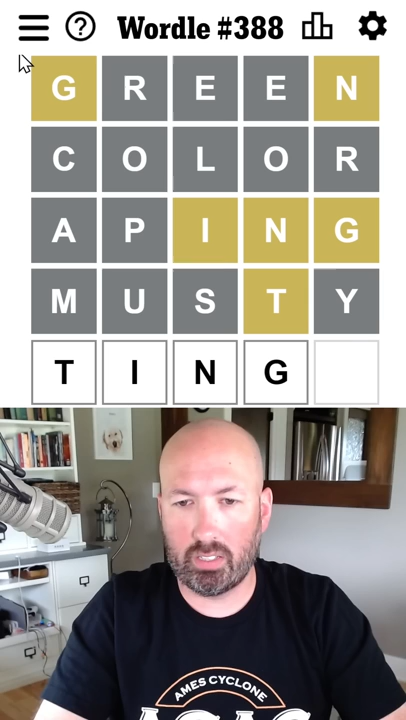 Wordle #388
GREEN
COLOR
APING
MUSTY
TING
AMES CYCLONE